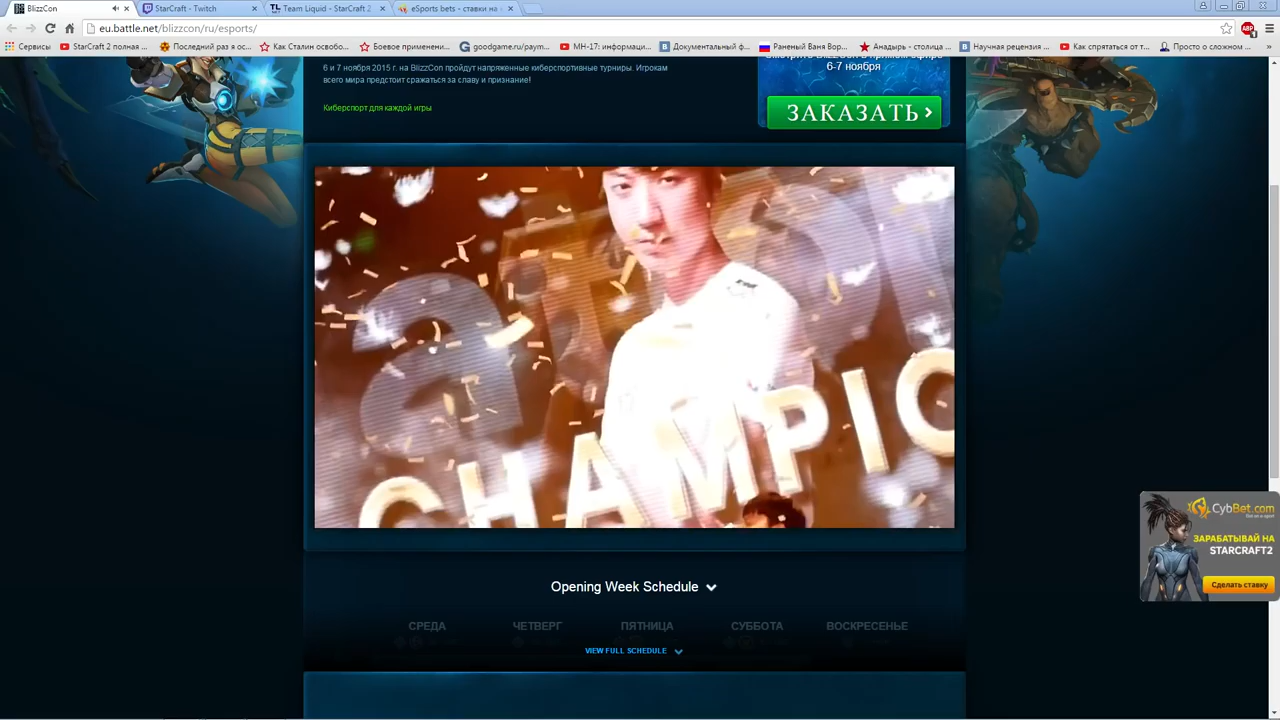 BlizzCon
StarCraft - Twitch
Team Liquid - StarCraft 2
eSports bets - ставки на
eu.battle.net/blizzcon/ru/esports/
ABP
Сервисы
StarCraft 2 полная ...
Последний раз я ос...
Как Сталин освобо...
Боевое применени...
goodgame.ru/paym...
МН-17: информаци...
Документальный ф...
Раненый Ваня Вор...
Анадырь - столица ...
Научная рецензия ...
Как спрятаться от т...
Просто о сложном ...
6 и 7 ноября 2015 г. на BlizzCon пройдут напряженные киберспортивные турниры. Игрокам
всего мира предстоит сражаться за славу и признание!
Киберспорт для каждой игры
6-7 ноября
ЗАКАЗАТЬ
CHAMPIO
CybBet.com
ЗАРАБАТЫВАЙ НА
STARCRAFT2
Сделать ставку
Opening Week Schedule
СРЕДА
ЧЕТВЕРГ
ПЯТНИЦА
СУББОТА
ВОСКРЕСЕНЬЕ
VIEW FULL SCHEDULE